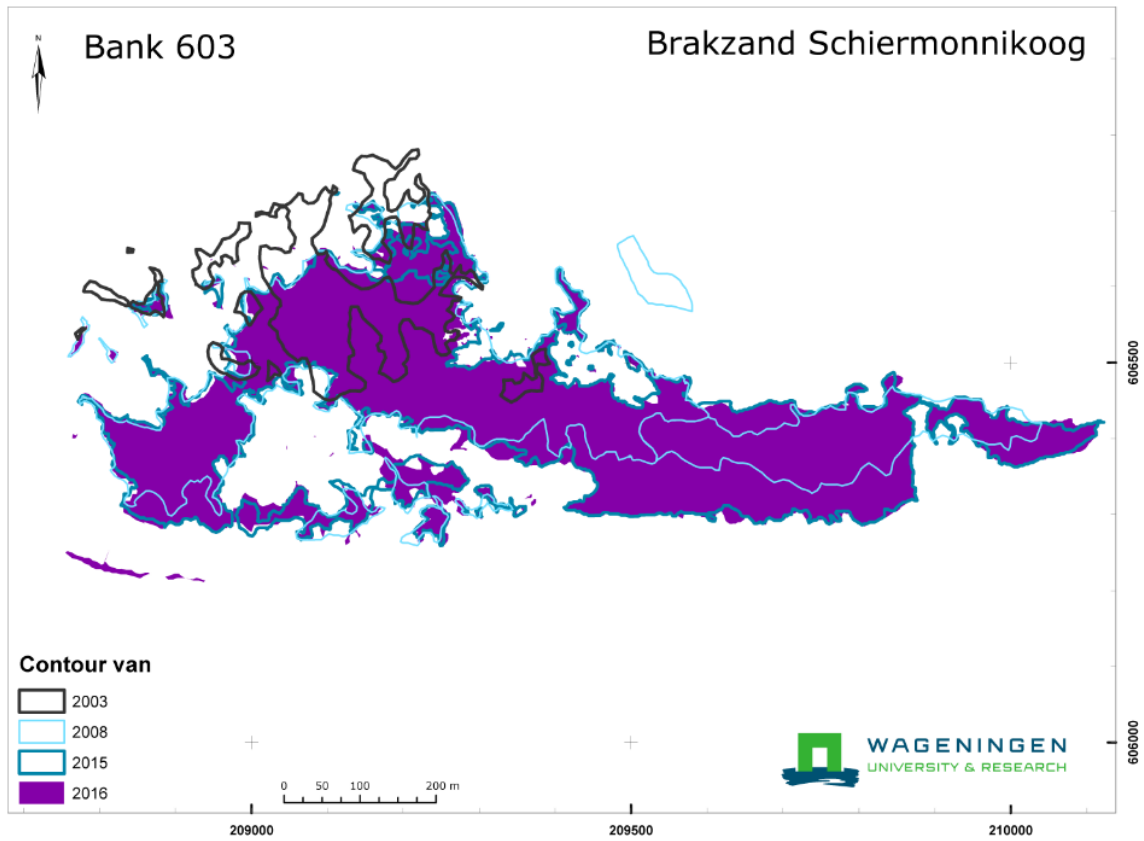 N
Bank 603
Brakzand Schiermonnikoog
606500
Contour van
2003
2008
2015
2016
0 50 100 200 m
WAGENINGEN
UNIVERSITY & RESEARCH
606000
209000
209500
210000